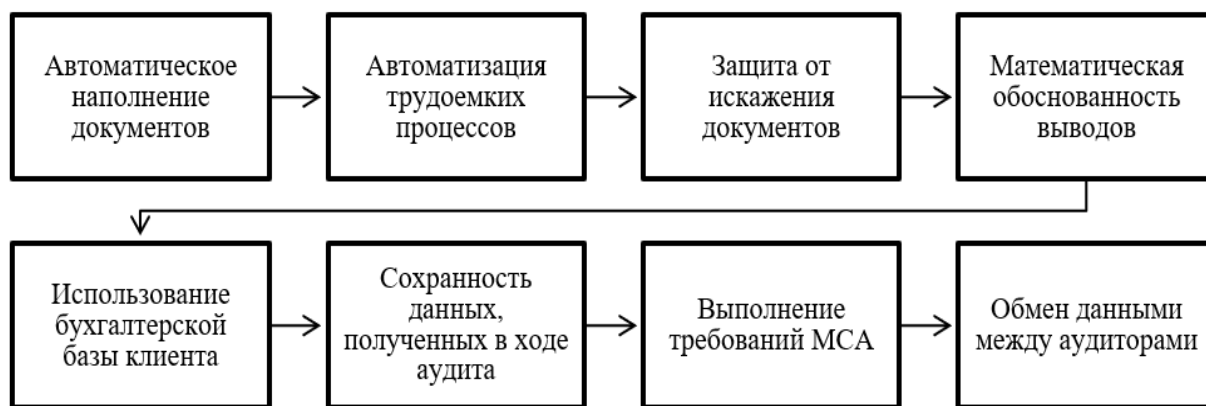 Автоматическое
наполнение
документов
Автоматизация
трудоемких
процессов
Защита от
искажения
документов
Математическая
обоснованность
выводов
Использование
бухгалтерской
базы клиента
Сохранность
данных,
полученных в ходе
аудита
Выполнение
требований МСА
Обмен данными
между аудиторами